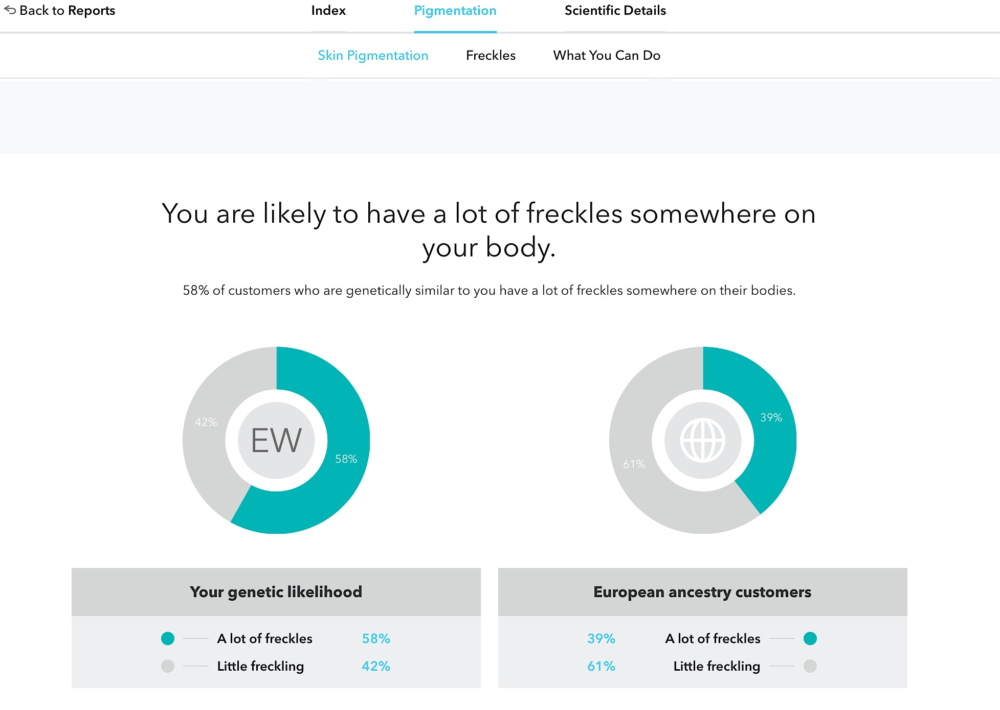 Back to Reports
Index
Pigmentation
Scientific Details
Skin Pigmentation
Freckles
What You Can Do
You are likely to have a lot of freckles somewhere on
your body.
58% of customers who are genetically similar to you have a lot of freckles somewhere on their bodies.
42%
EW
58%
39%
61%
Your genetic likelihood
A lot of freckles 58%
Little freckling 42%
European ancestry customers
39% A lot of freckles
61% Little freckling